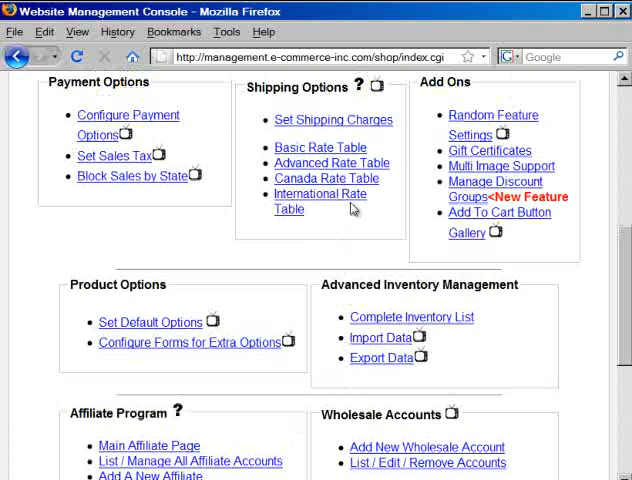 Website Management Console - Mozilla Firefox
File Edit View History Bookmarks Tools Help
http://management.e-commerce-inc.com/shop/index.cgi
Google
Payment Options
Configure Payment
Options
Set Sales Tax
Block Sales by State
Shipping Options ?
Set Shipping Charges
Basic Rate Table
Advanced Rate Table
Canada Rate Table
International Rate
Table
Add Ons
Random Feature
Settings
Gift Certificates
Multi Image Support
Manage Discount
Groups<New Feature
Add To Cart Button
Gallery
Product Options
Set Default Options
Configure Forms for Extra Options
Advanced Inventory Management
Complete Inventory List
Import Data
Export Data
Affiliate Program ?
Main Affiliate Page
List / Manage All Affiliate Accounts
Add A New Affiliate
Wholesale Accounts
Add New Wholesale Account
List / Edit / Remove Accounts